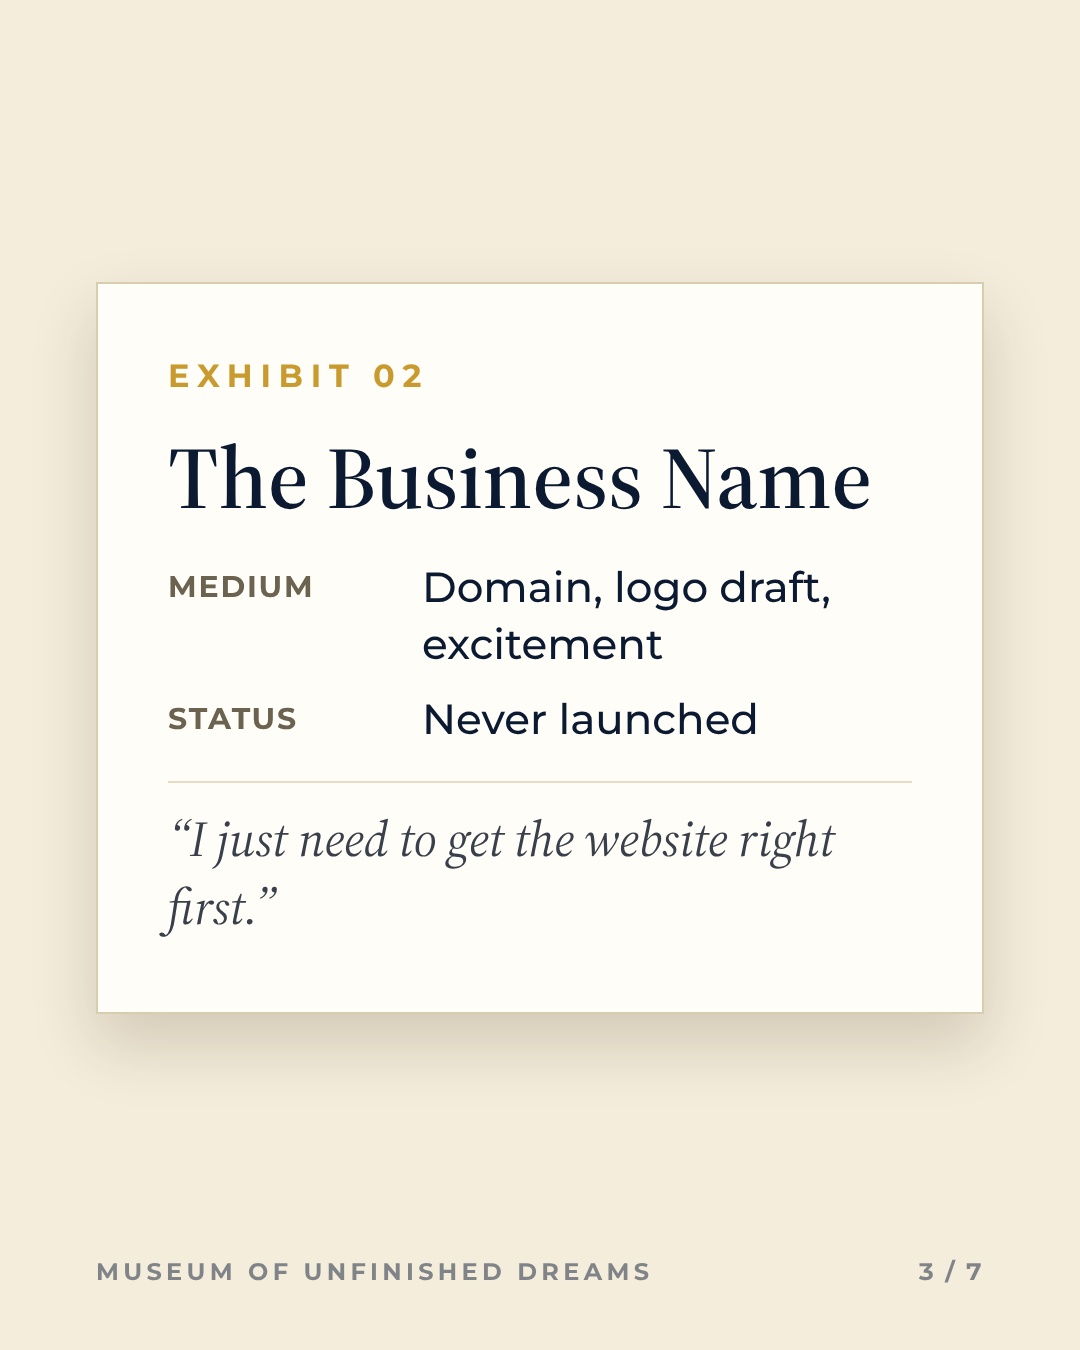 EXHIBIT 02
The Business Name
MEDIUM Domain, logo draft,
excitement
STATUS Never launched
“I just need to get the website right
first.”
MUSEUM OF UNFINISHED DREAMS 3 / 7